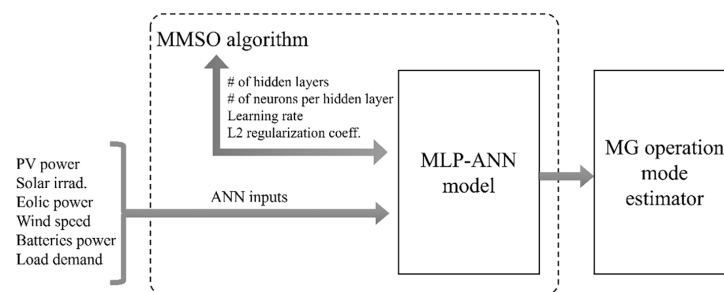 MMSO algorithm
# of hidden layers
# of neurons per hidden layer
Learning rate
L2 regularization coeff.
PV power
Solar irrad.
Eolic power
Wind speed
Batteries power
Load demand
ANN inputs
MLP-ANN
model
MG operation
mode
estimator